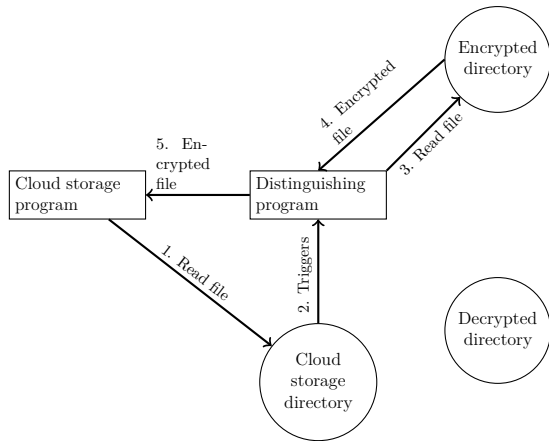 Encrypted
directory
4. Encrypted
file
3. Read file
5. En-
crypted
file
Cloud storage
program
Distinguishing
program
1. Read file
2. Triggers
Decrypted
directory
Cloud
storage
directory